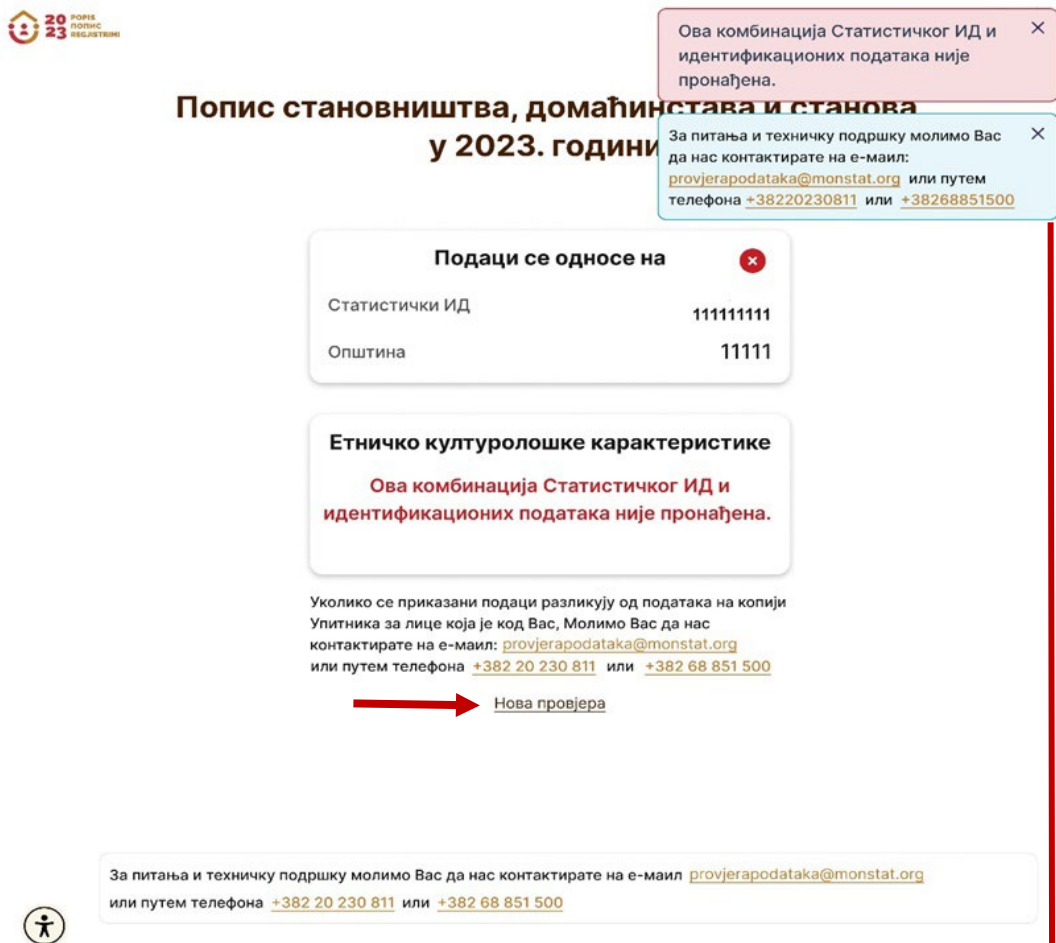 20 POPIS
ПОПИС
23 REGJISTRIMI
Ова комбинација Статистичког ИД и
идентификационих података није
пронађена.
Попис становништва, домаћинстава и станова
у 2023. години
За питања и техничку подршку молимо Вас
да нас контактирате на е-маил:
provjerapodataka@monstat.org или путем
телефона +38220230811 или +38268851500
Подаци се односе на
Статистички ИД 111111111
Општина 11111
Етничко културолошке карактеристике
Ова комбинација Статистичког ИД и
идентификационих података није пронађена.
Уколико се приказани подаци разликују од података на копији
Упитника за лице која је код Вас, Молимо Вас да нас
контактирате на е-маил: provjerapodataka@monstat.org
или путем телефона +382 20 230 811 или +382 68 851 500
Нова провјера
За питања и техничку подршку молимо Вас да нас контактирате на е-маил provjerapodataka@monstat.org
или путем телефона +382 20 230 811 или +382 68 851 500